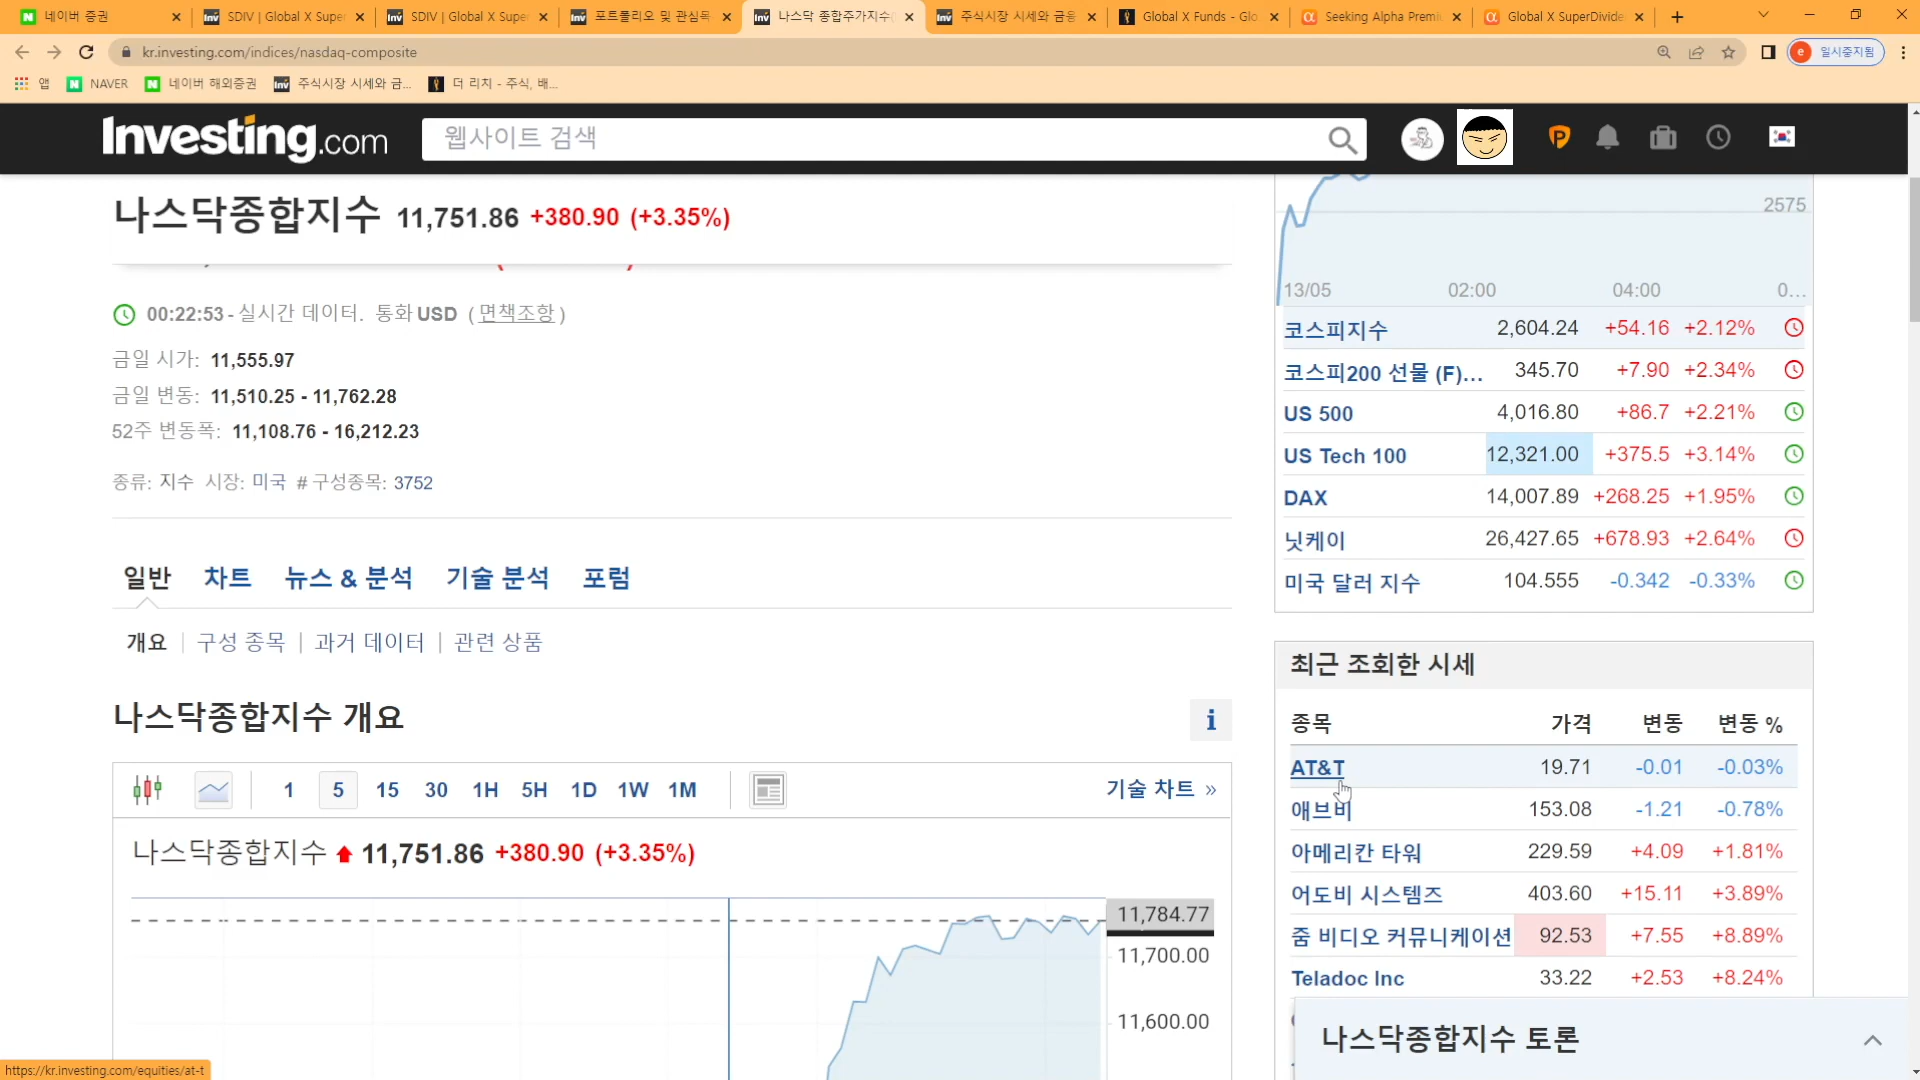 네이버 증권
SDIV | Global X Super
SDIV | Global X Supe
포트폴리오 및 관심목
나스닥 종합주가지수(
주식시장 시세와 금융
Global X Funds - Glo
Seeking Alpha Premi
Global X SuperDivide
kr.investing.com/indices/nasdaq-composite
e 일시중지됨
앱
NAVER
네이버 해외증권
주식시장 시세와 금...
더 리치 - 주식, 배...
Investing.com
웹사이트 검색
나스닥종합지수 11,751.86 +380.90 (+3.35%)
00:22:53 - 실시간 데이터. 통화 USD ( 면책조항 )
금일 시가: 11,555.97
금일 변동: 11,510.25 - 11,762.28
52주 변동폭: 11,108.76 - 16,212.23
종류: 지수 시장: 미국 # 구성종목: 3752
일반 차트 뉴스 & 분석 기술 분석 포럼
개요 | 구성 종목 | 과거 데이터 | 관련 상품
나스닥종합지수 개요
i
1 5 15 30 1H 5H 1D 1W 1M
기술 차트 »
나스닥종합지수 11,751.86 +380.90 (+3.35%)
11,784.77
11,700.00
11,600.00
https://kr.investing.com/equities/at-t
2575
13/05 02:00 04:00 0...
코스피지수 2,604.24 +54.16 +2.12%
코스피200 선물 (F)... 345.70 +7.90 +2.34%
US 500 4,016.80 +86.7 +2.21%
US Tech 100 12,321.00 +375.5 +3.14%
DAX 14,007.89 +268.25 +1.95%
닛케이 26,427.65 +678.93 +2.64%
미국 달러 지수 104.555 -0.342 -0.33%
최근 조회한 시세
종목 가격 변동 변동 %
AT&T 19.71 -0.01 -0.03%
애브비 153.08 -1.21 -0.78%
아메리칸 타워 229.59 +4.09 +1.81%
어도비 시스템즈 403.60 +15.11 +3.89%
줌 비디오 커뮤니케이션 92.53 +7.55 +8.89%
Teladoc Inc 33.22 +2.53 +8.24%
나스닥종합지수 토론